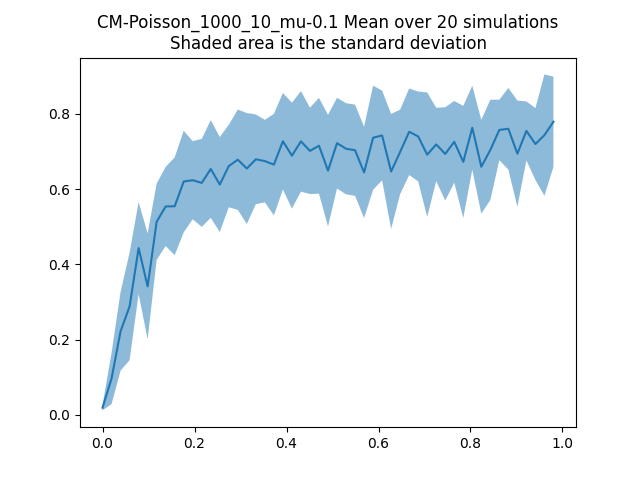 CM-Poisson_1000_10_mu-0.1 Mean over 20 simulations
Shaded area is the standard deviation
0.8
0.6
0.4
0.2
0.0
0.0 0.2 0.4 0.6 0.8 1.0